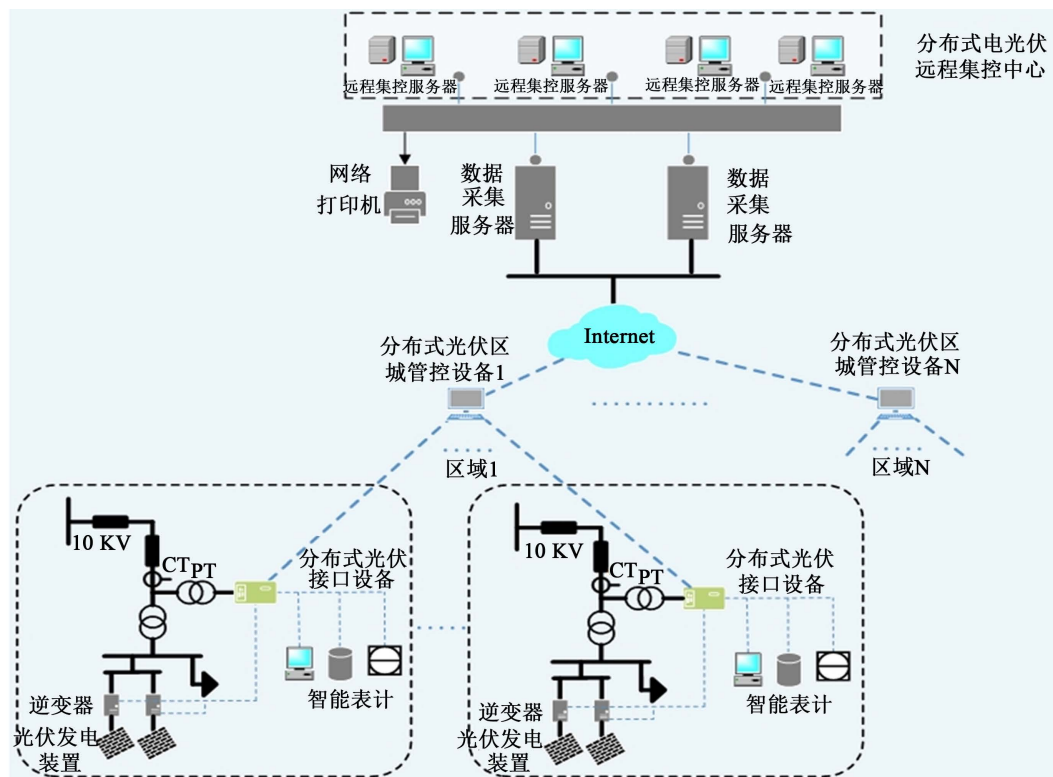 分布式电光伏
远程集控中心
远程集控服务器
远程集控服务器
远程集控服务器
远程集控服务器
网络
打印机
数据
采集
服务器
数据
采集
服务器
Internet
分布式光伏区
城管控设备1
分布式光伏区
城管控设备N
区域1
区域N
10 KV
CT
PT
分布式光伏
接口设备
智能表计
逆变器
光伏发电
装置
10 KV
CT
PT
分布式光伏
接口设备
智能表计
逆变器
光伏发电
装置